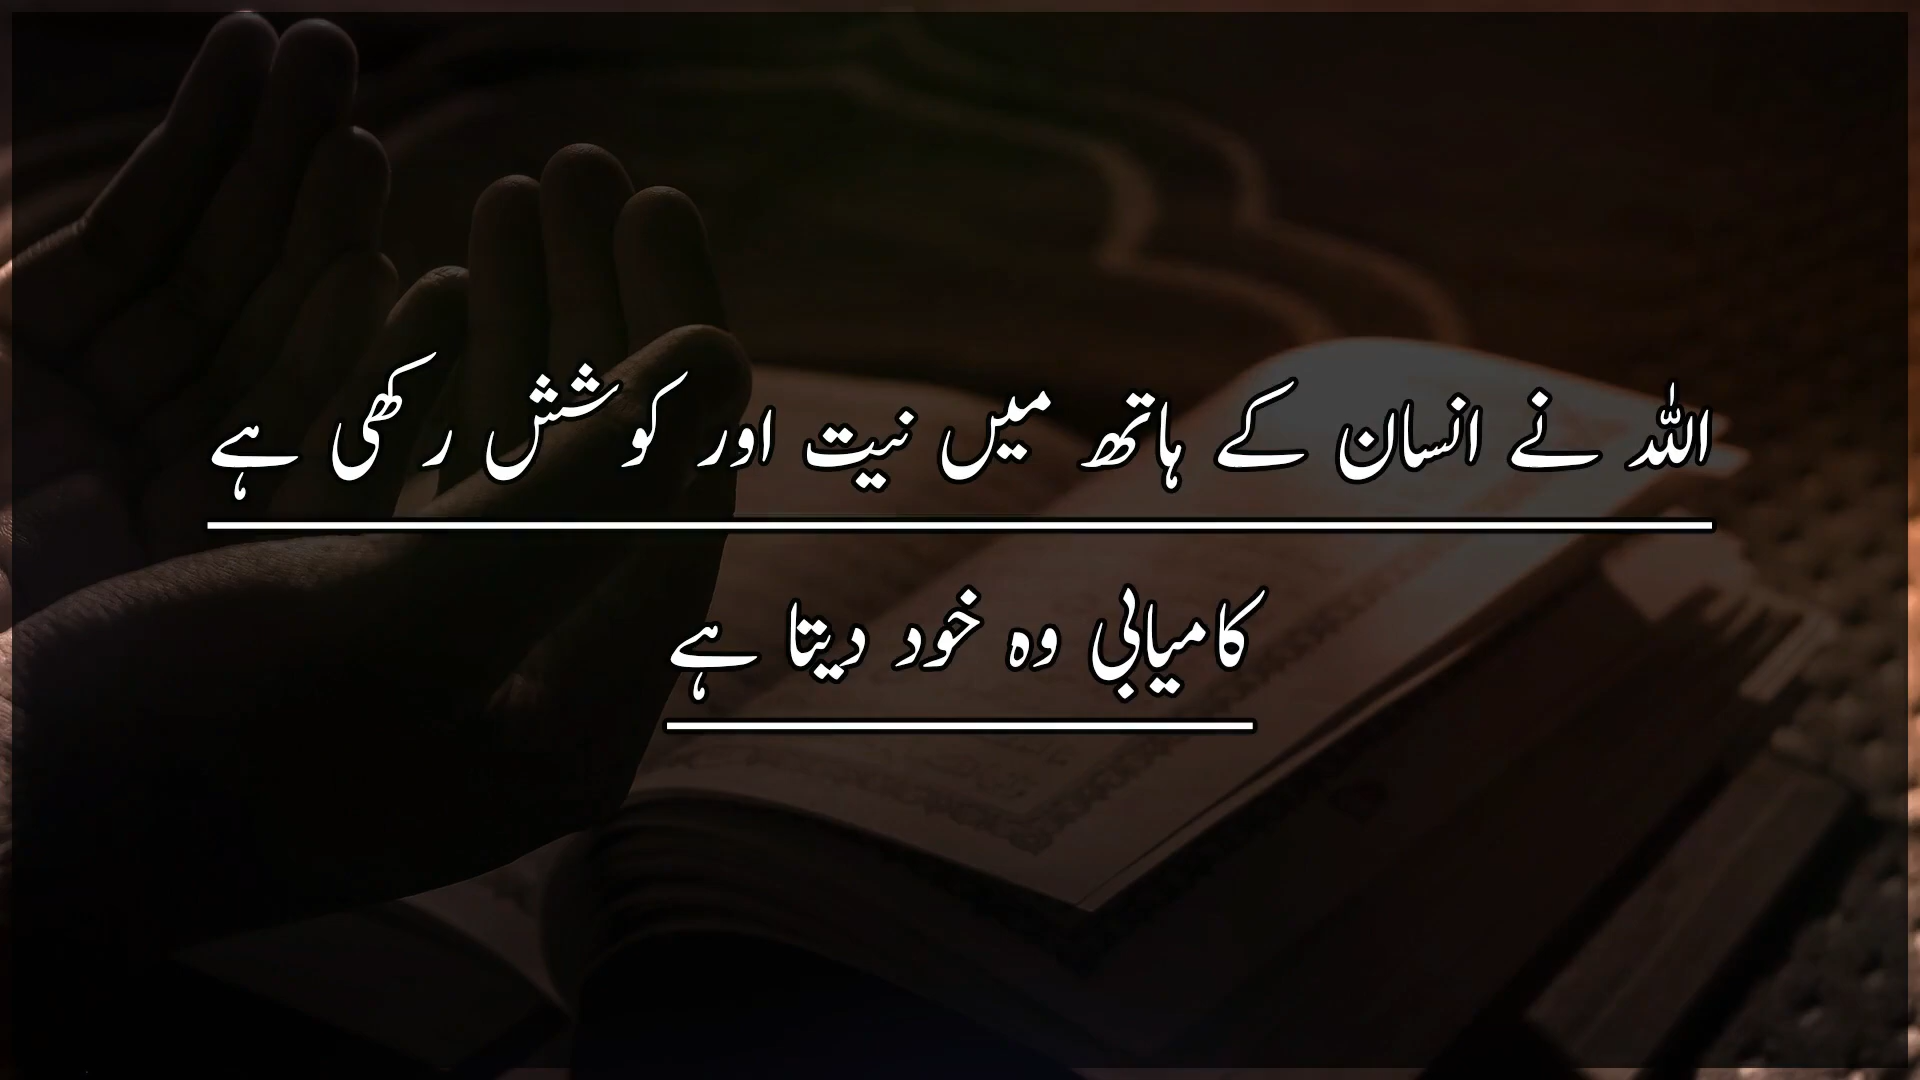 اللہ نے انسان کے ہاتھ میں نیت اور کوشش رکھی ہے
کامیابی وہ خود دیتا ہے